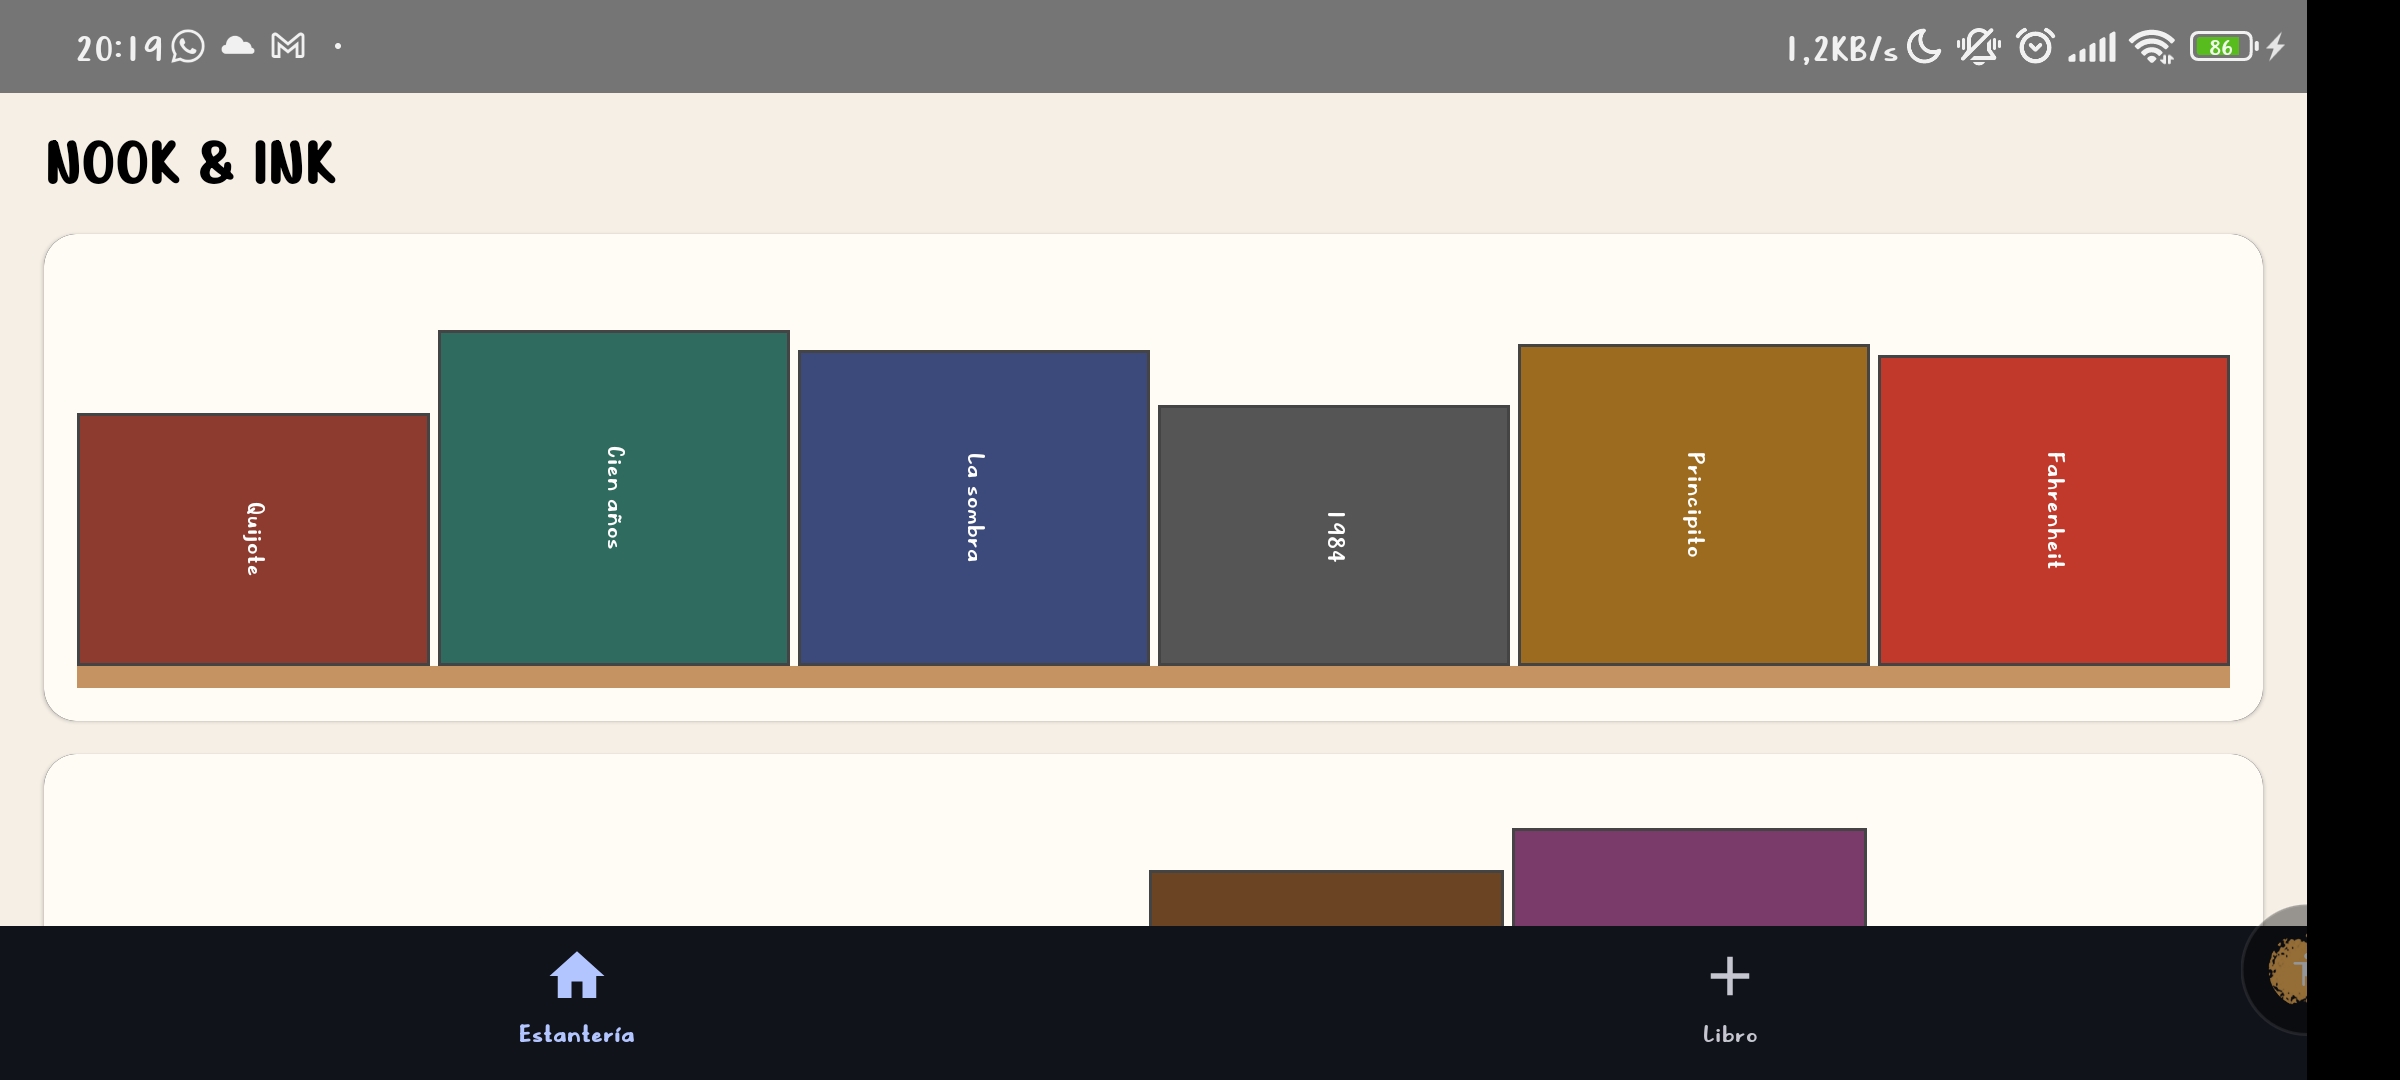 20:19
1,2KB/s
86
NOOK & INK
Quijote
Cien años
La sombra
1984
Principito
Fahrenheit
Estantería
Libro